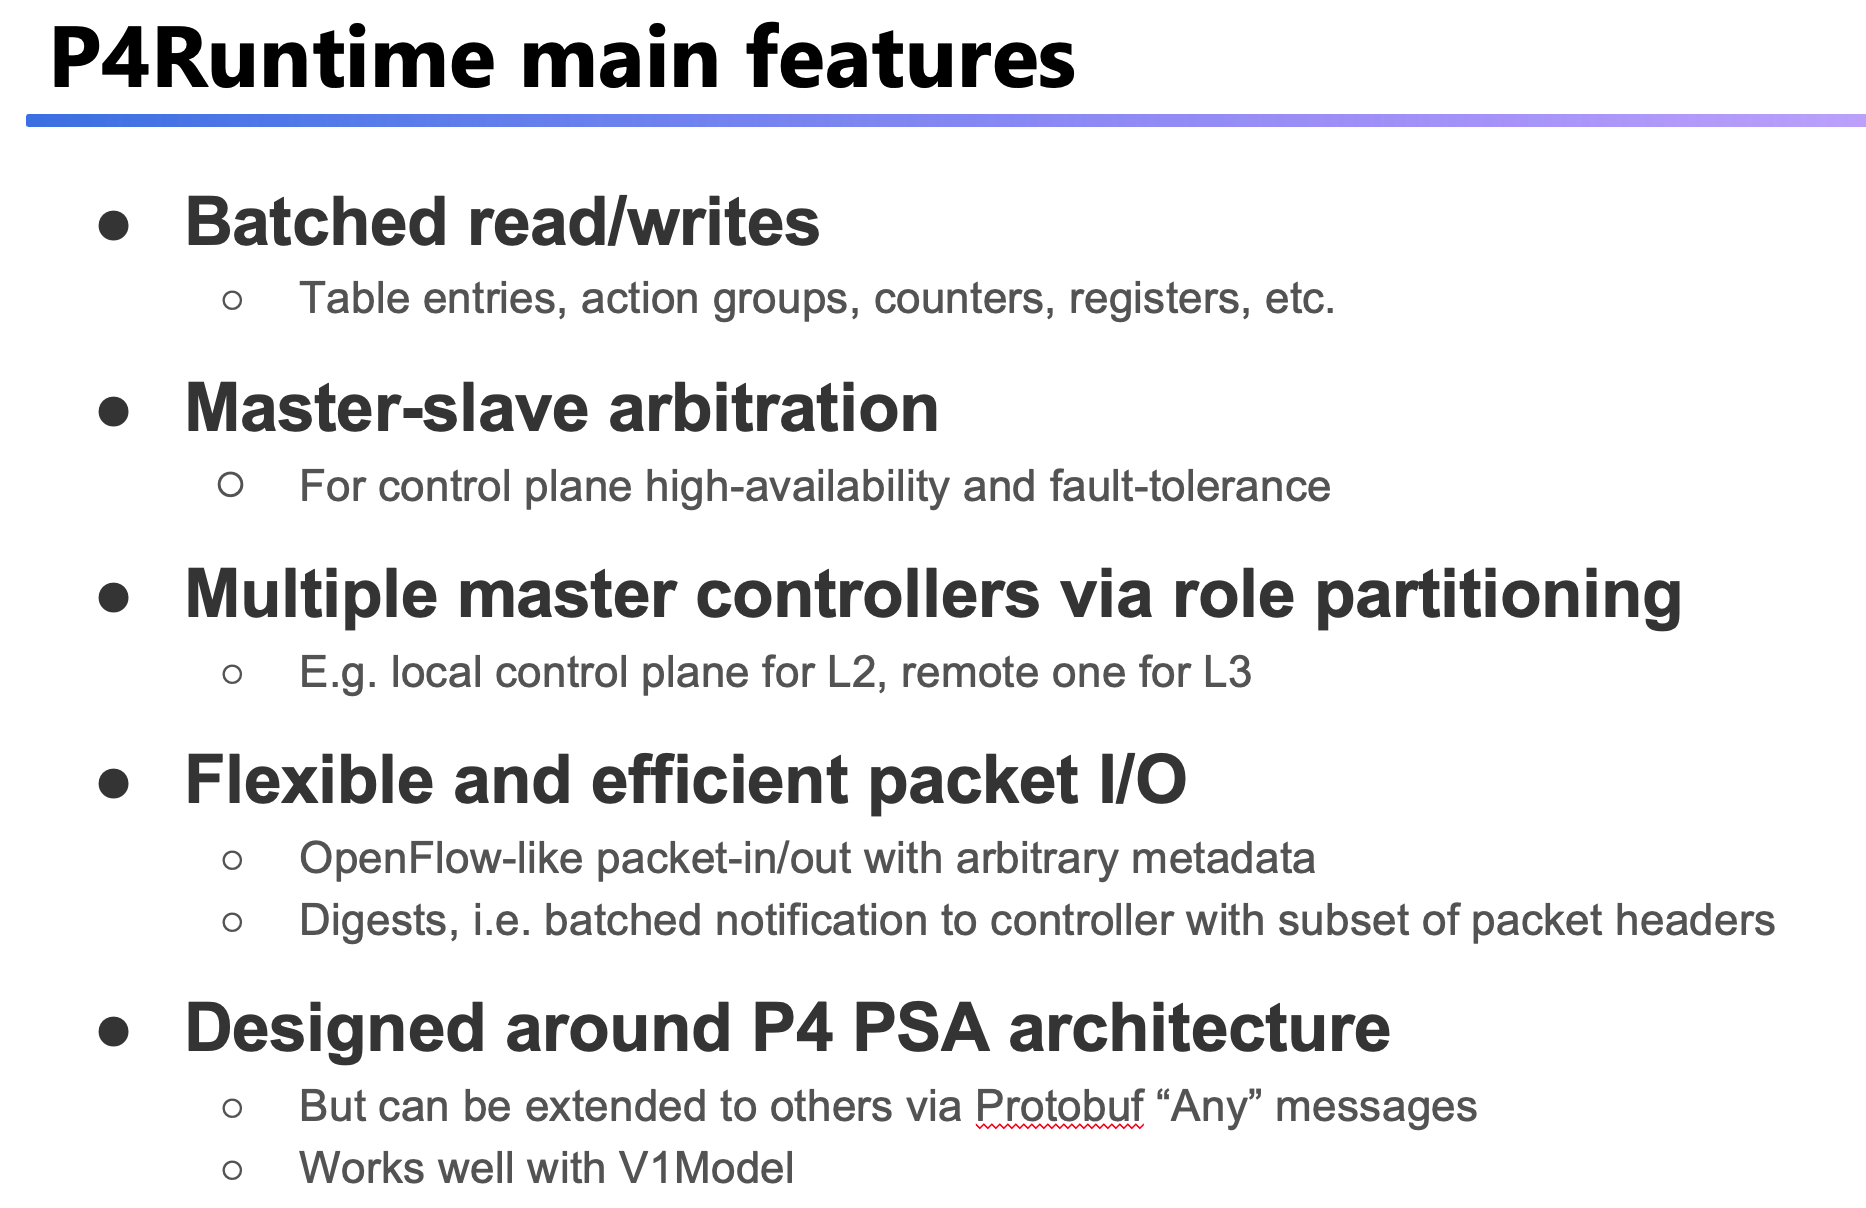 P4Runtime main features
● Batched read/writes
○ Table entries, action groups, counters, registers, etc.
● Master-slave arbitration
○ For control plane high-availability and fault-tolerance
● Multiple master controllers via role partitioning
○ E.g. local control plane for L2, remote one for L3
● Flexible and efficient packet I/O
○ OpenFlow-like packet-in/out with arbitrary metadata
○ Digests, i.e. batched notification to controller with subset of packet headers
● Designed around P4 PSA architecture
○ But can be extended to others via Protobuf “Any” messages
○ Works well with V1Model